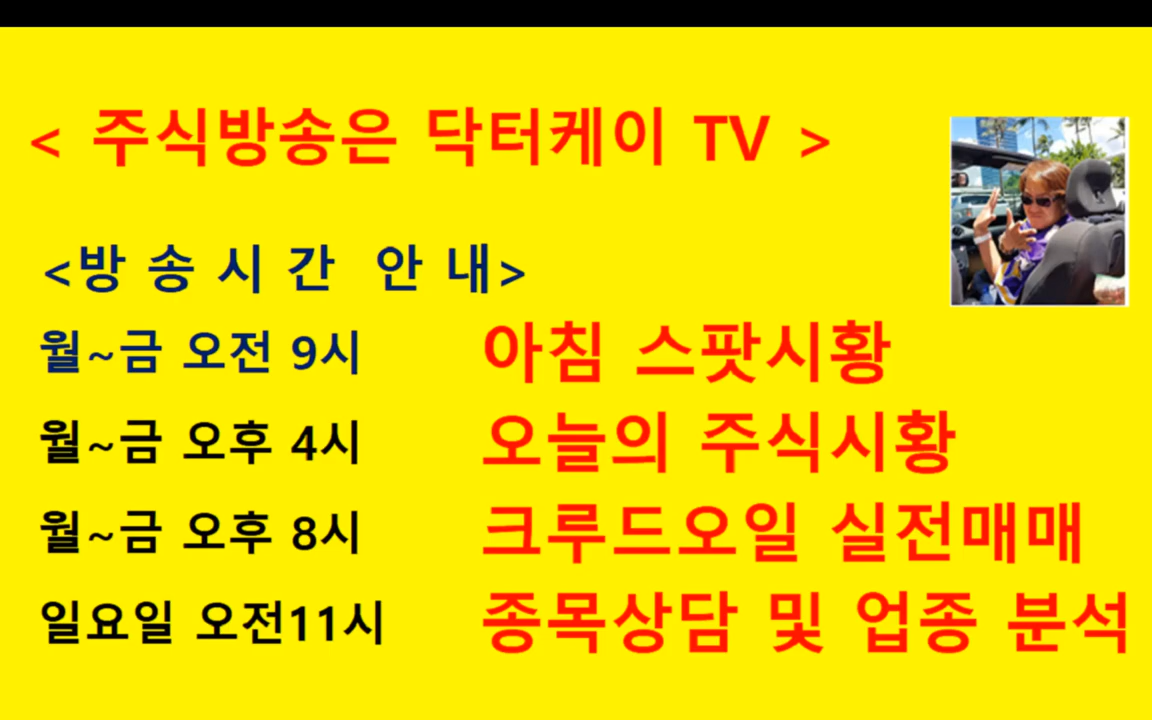 < 주식방송은 닥터케이 TV >
<방 송 시 간 안 내>
월~금 오전 9시 아침 스팟시황
월~금 오후 4시 오늘의 주식시황
월~금 오후 8시 크루드오일 실전매매
일요일 오전11시 종목상담 및 업종 분석